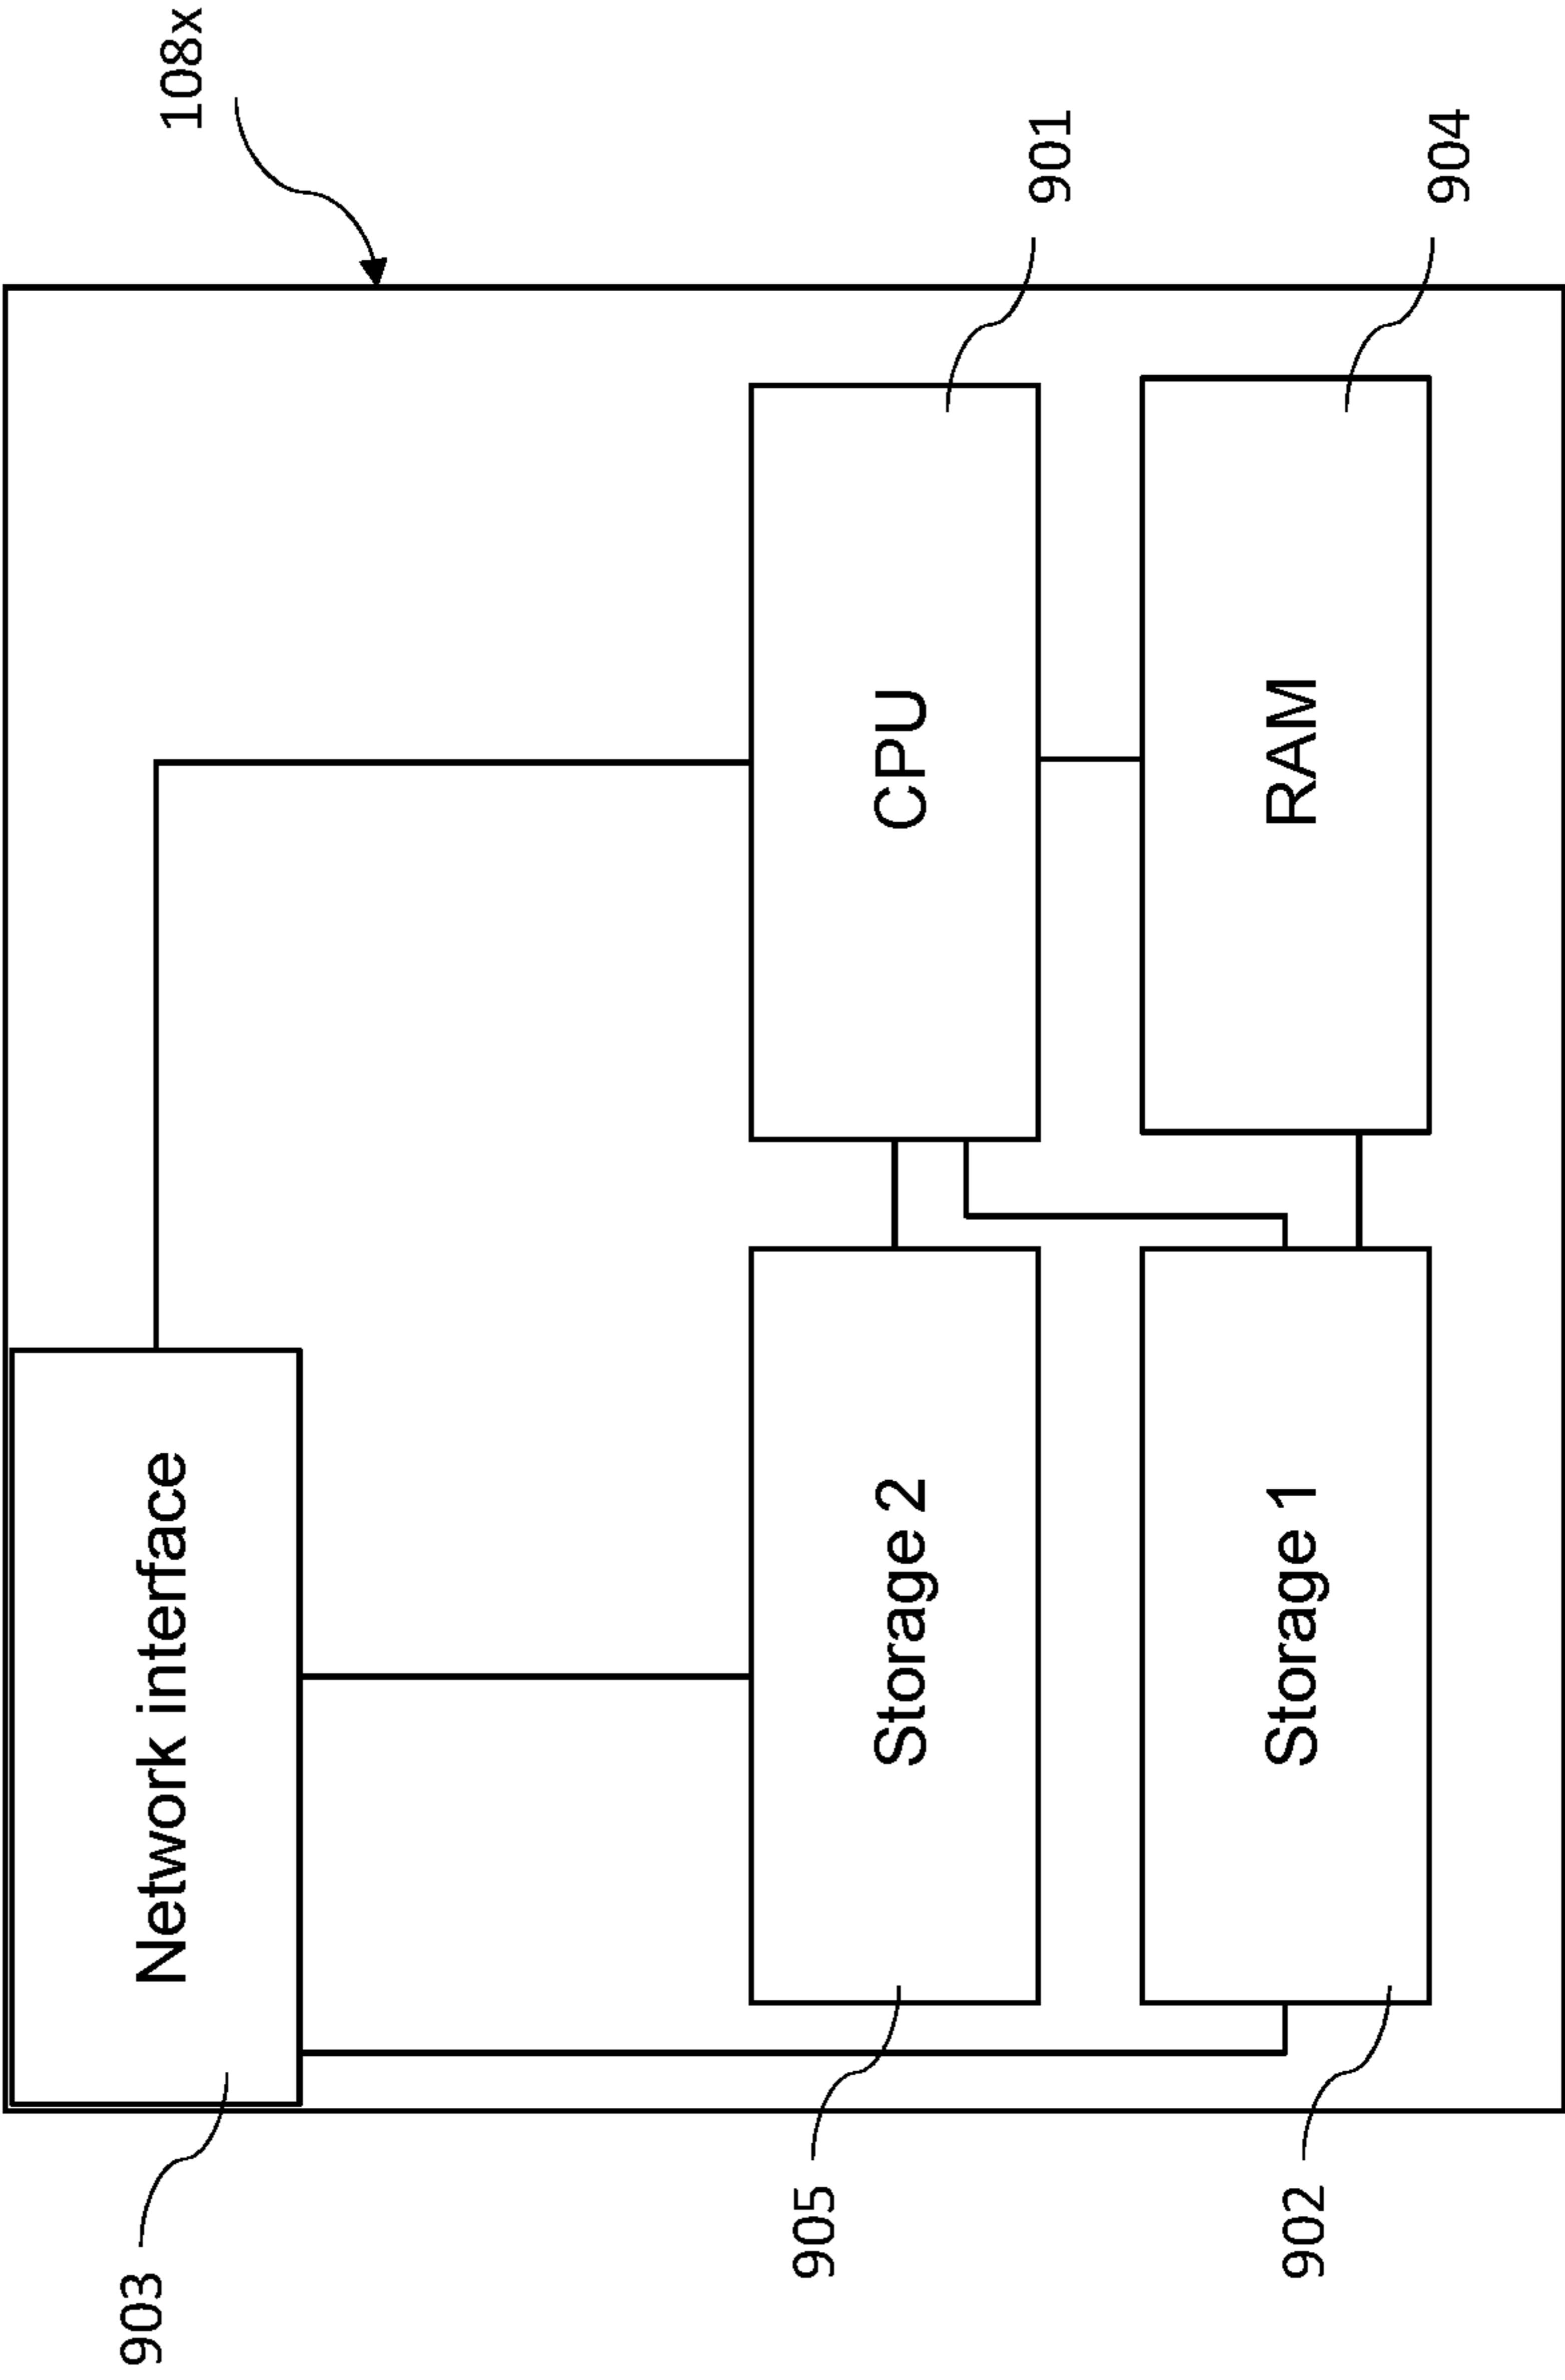 903
Network interface
108x
905
Storage 2
CPU
901
902
Storage 1
RAM
904